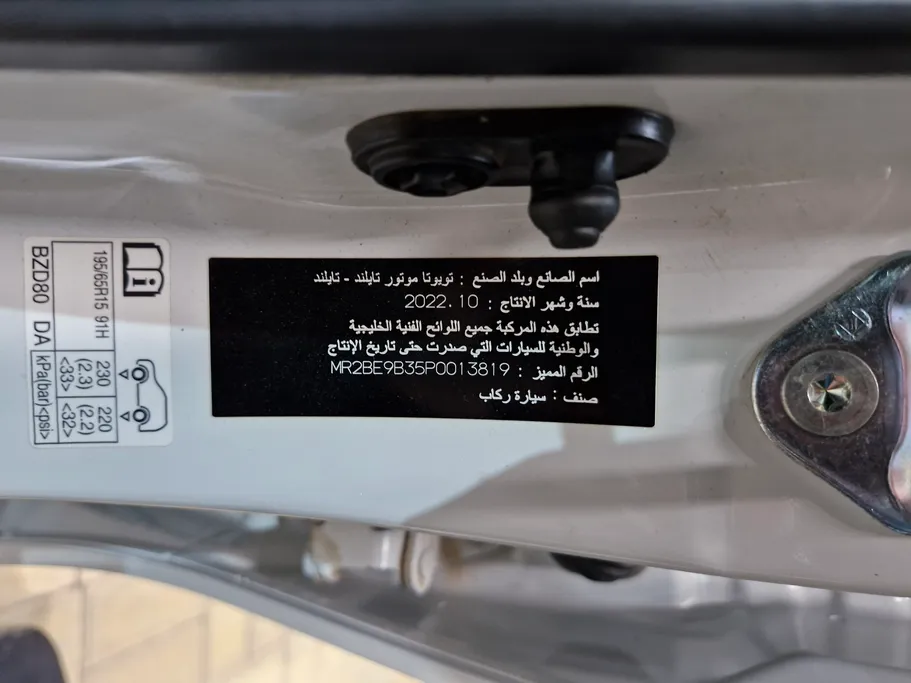 اسم الصانع وبلد الصنع : تويوتا موتور تايلند - تايلند
سنة وشهر الانتاج : 2022.10
تطابق هذه المركبة جميع اللوائح الفنية الخليجية
والوطنية للسيارات التي صدرت حتى تاريخ الإنتاج
الرقم المميز : MR2BE9B35P0013819
صنف : سيارة ركاب
195/65R15 91H
230
(2.3)
<33>
220
(2.2)
<32>
kPa(bar)<psi>
BZD80 DA